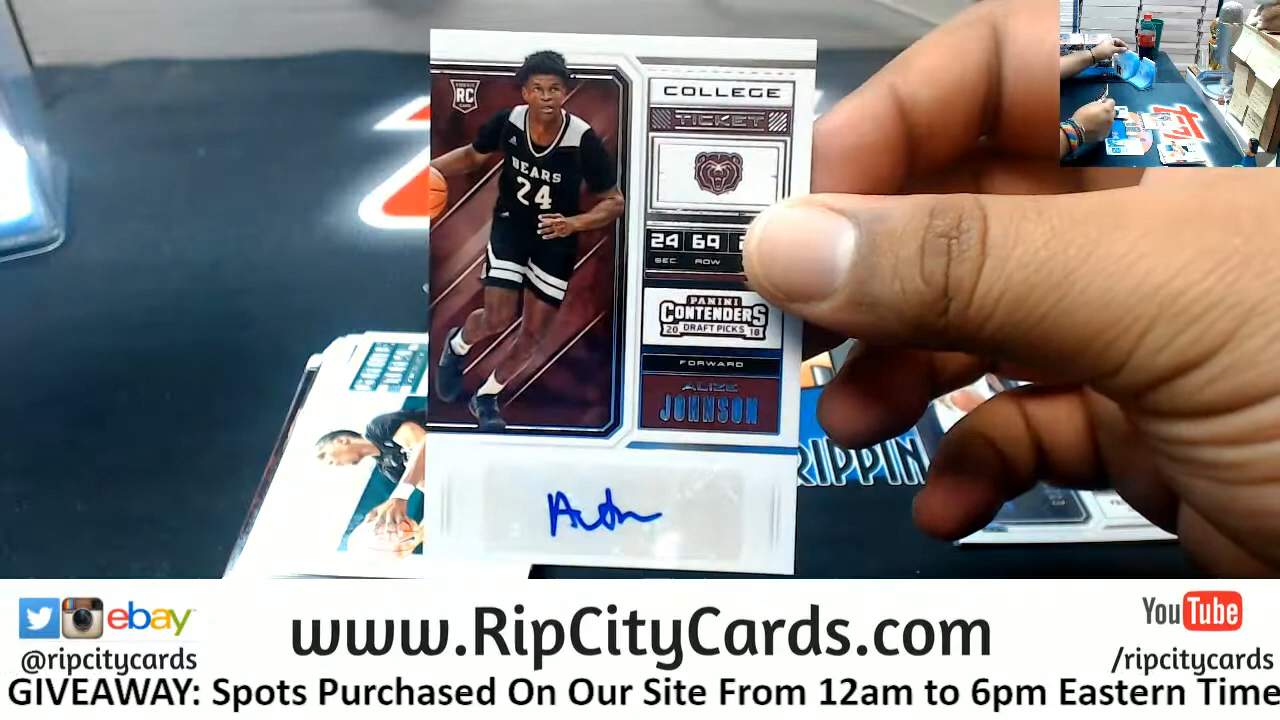 RC
COLLEGE
TICKET
BEARS
24
24 69
SEC ROW
PANINI
CONTENDERS
20 DRAFT PICKS 18
FORWARD
ALIZE
JOHNSON
RIPPIN
ebay
www.RipCityCards.com
YouTube
@ripcitycards
/ripcitycards
GIVEAWAY: Spots Purchased On Our Site From 12am to 6pm Eastern Time